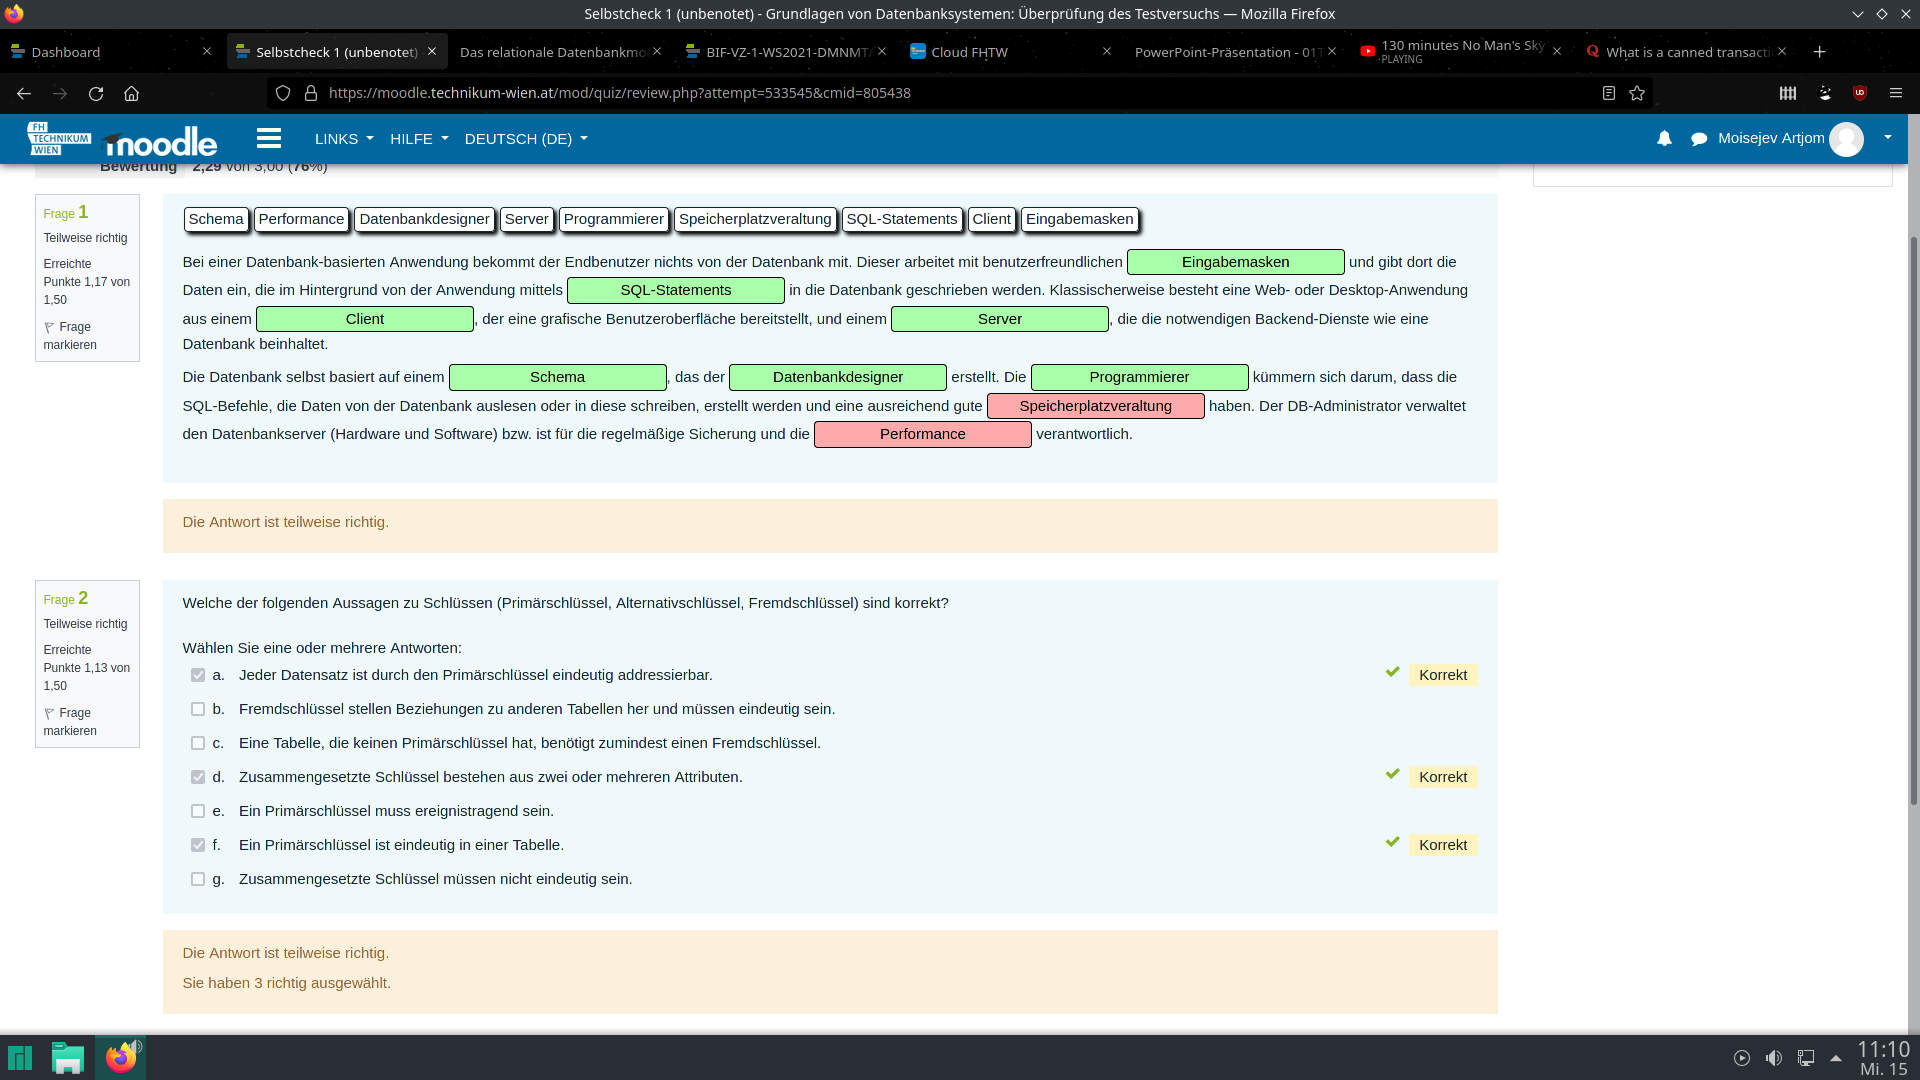 Selbstcheck 1 (unbenotet) - Grundlagen von Datenbanksystemen: Überprüfung des Testversuchs — Mozilla Firefox
Dashboard
Selbstcheck 1 (unbenotet)
Das relationale Datenbankmo
BIF-VZ-1-WS2021-DMNMT
Cloud FHTW
PowerPoint-Präsentation - 01
130 minutes No Man's Sky
PLAYING
What is a canned transacti
https://moodle.technikum-wien.at/mod/quiz/review.php?attempt=533545&cmid=805438
FH TECHNIKUM WIEN
moodle
LINKS
HILFE
DEUTSCH (DE)
Moisejev Artjom
Bewertung 2,29 von 3,00 (76%)
Frage 1
Teilweise richtig
Erreichte
Punkte 1,17 von
1,50
Frage
markieren
Schema Performance Datenbankdesigner Server Programmierer Speicherplatzveraltung SQL-Statements Client Eingabemasken
Bei einer Datenbank-basierten Anwendung bekommt der Endbenutzer nichts von der Datenbank mit. Dieser arbeitet mit benutzerfreundlichen Eingabemasken und gibt dort die
Daten ein, die im Hintergrund von der Anwendung mittels SQL-Statements in die Datenbank geschrieben werden. Klassischerweise besteht eine Web- oder Desktop-Anwendung
aus einem Client, der eine grafische Benutzeroberfläche bereitstellt, und einem Server, die die notwendigen Backend-Dienste wie eine
Datenbank beinhaltet.
Die Datenbank selbst basiert auf einem Schema, das der Datenbankdesigner erstellt. Die Programmierer kümmern sich darum, dass die
SQL-Befehle, die Daten von der Datenbank auslesen oder in diese schreiben, erstellt werden und eine ausreichend gute Speicherplatzveraltung haben. Der DB-Administrator verwaltet
den Datenbankserver (Hardware und Software) bzw. ist für die regelmäßige Sicherung und die Performance verantwortlich.
Die Antwort ist teilweise richtig.
Frage 2
Teilweise richtig
Erreichte
Punkte 1,13 von
1,50
Frage
markieren
Welche der folgenden Aussagen zu Schlüssen (Primärschlüssel, Alternativschlüssel, Fremdschlüssel) sind korrekt?
Wählen Sie eine oder mehrere Antworten:
a. Jeder Datensatz ist durch den Primärschlüssel eindeutig addressierbar. Korrekt
b. Fremdschlüssel stellen Beziehungen zu anderen Tabellen her und müssen eindeutig sein.
c. Eine Tabelle, die keinen Primärschlüssel hat, benötigt zumindest einen Fremdschlüssel.
d. Zusammengesetzte Schlüssel bestehen aus zwei oder mehreren Attributen. Korrekt
e. Ein Primärschlüssel muss ereignistragend sein.
f. Ein Primärschlüssel ist eindeutig in einer Tabelle. Korrekt
g. Zusammengesetzte Schlüssel müssen nicht eindeutig sein.
Die Antwort ist teilweise richtig.
Sie haben 3 richtig ausgewählt.
11:10
Mi. 15